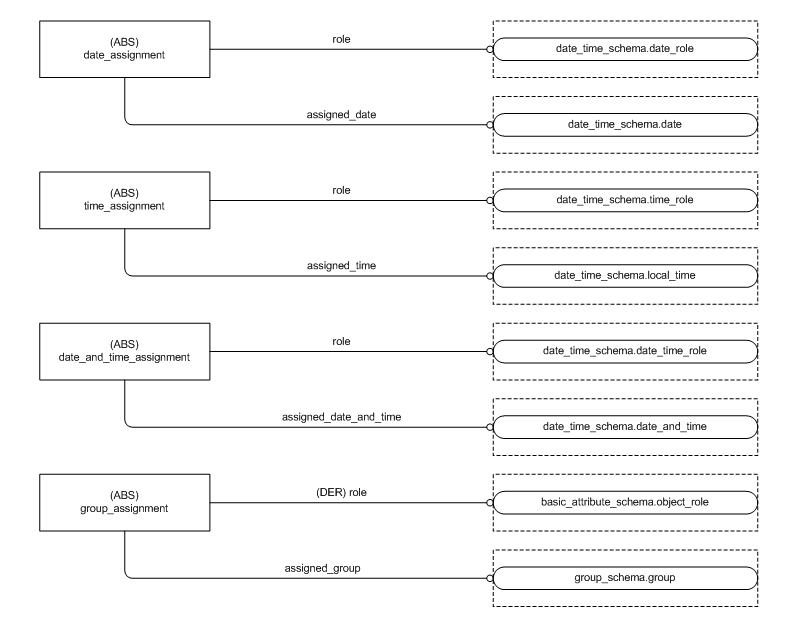 (ABS)
date_assignment
role
date_time_schema.date_role
assigned_date
date_time_schema.date
(ABS)
time_assignment
role
date_time_schema.time_role
assigned_time
date_time_schema.local_time
(ABS)
date_and_time_assignment
role
date_time_schema.date_time_role
assigned_date_and_time
date_time_schema.date_and_time
(ABS)
group_assignment
(DER) role
basic_attribute_schema.object_role
assigned_group
group_schema.group